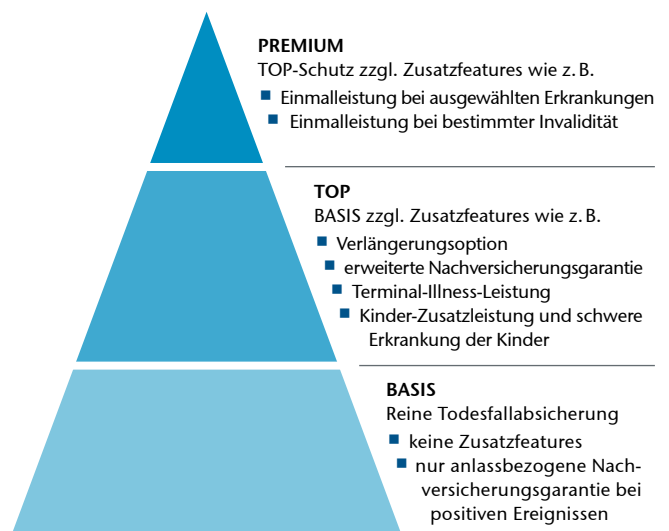 PREMIUM
TOP-Schutz zzgl. Zusatzfeatures wie z. B.
Einmalleistung bei ausgewählten Erkrankungen
Einmalleistung bei bestimmter Invalidität
TOP
BASIS zzgl. Zusatzfeatures wie z. B.
Verlängerungsoption
erweiterte Nachversicherungsgarantie
Terminal-Illness-Leistung
Kinder-Zusatzleistung und schwere
Erkrankung der Kinder
BASIS
Reine Todesfallabsicherung
keine Zusatzfeatures
nur anlassbezogene Nach-
versicherungsgarantie bei
positiven Ereignissen